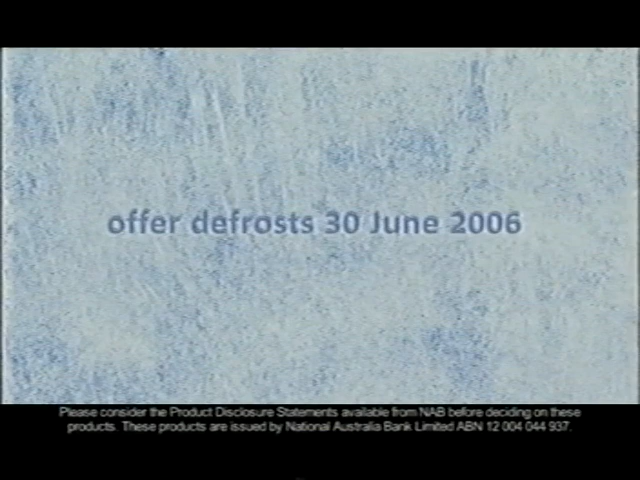 offer defrosts 30 June 2006
Please consider the Product Disclosure Statements available from NAB before deciding on these
products. These products are issued by National Australia Bank Limited ABN 12 004 044 937.